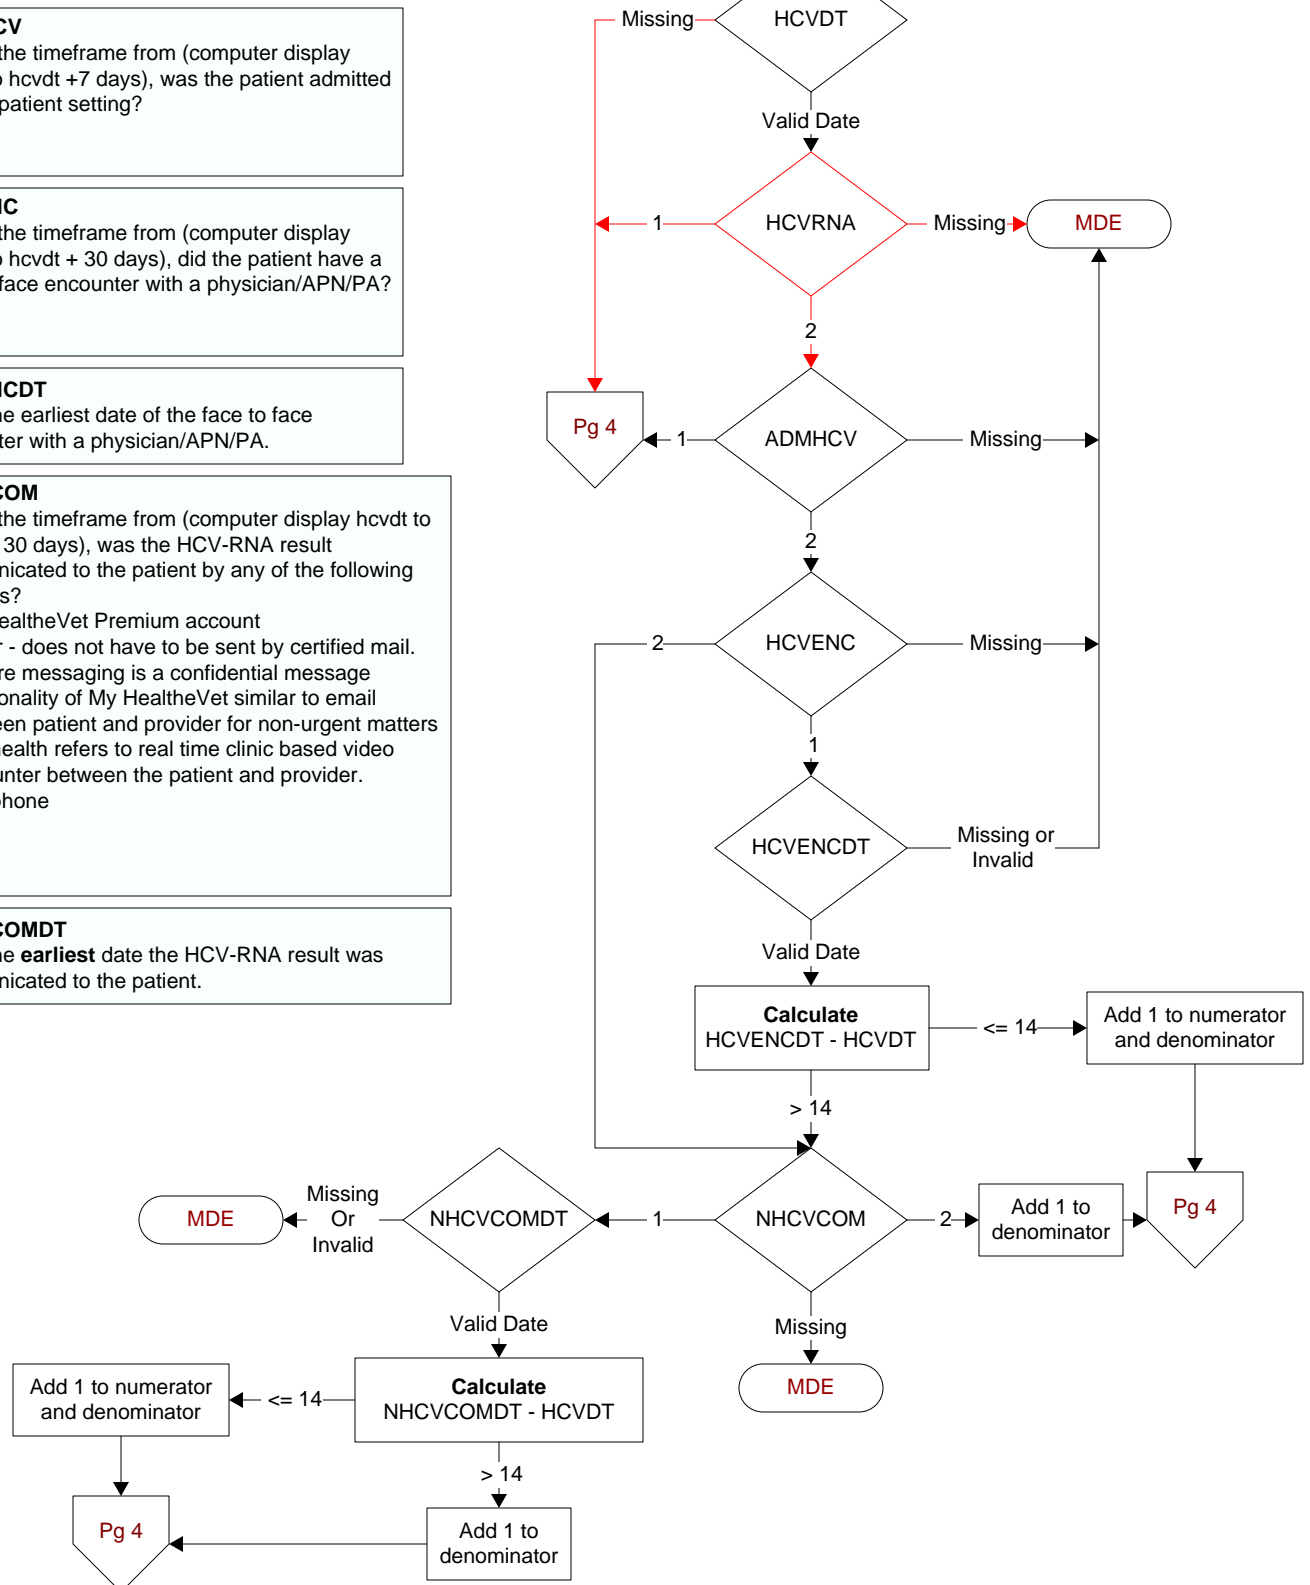 CV
the timeframe from (computer display
o hcvdt +7 days), was the patient admitted
patient setting?
IC
the timeframe from (computer display
o hcvdt + 30 days), did the patient have a
face encounter with a physician/APN/PA?
ICDT
ne earliest date of the face to face
ter with a physician/APN/PA.
COM
the timeframe from (computer display hcvdt to
30 days), was the HCV-RNA result
nicated to the patient by any of the following
s?
ealtheVet Premium account
r - does not have to be sent by certified mail.
re messaging is a confidential message
onality of My HealtheVet similar to email
een patient and provider for non-urgent matters
health refers to real time clinic based video
unter between the patient and provider.
phone
COMDT
ne earliest date the HCV-RNA result was
nicated to the patient.
Missing
HCVDT
Valid Date
1
HCVRNA
Missing
MDE
2
Pg 4
1
ADMHCV
Missing
2
2
HCVENC
Missing
1
HCVENCDT
Missing or
Invalid
Valid Date
Calculate
HCVENCDT - HCVDT
<= 14
Add 1 to numerator
and denominator
> 14
MDE
Missing
Or
Invalid
NHCVCOMDT
1
NHCVCOM
2
Add 1 to
denominator
Pg 4
Valid Date
Missing
MDE
Add 1 to numerator
and denominator
<= 14
Calculate
NHCVCOMDT - HCVDT
> 14
Pg 4
Add 1 to
denominator